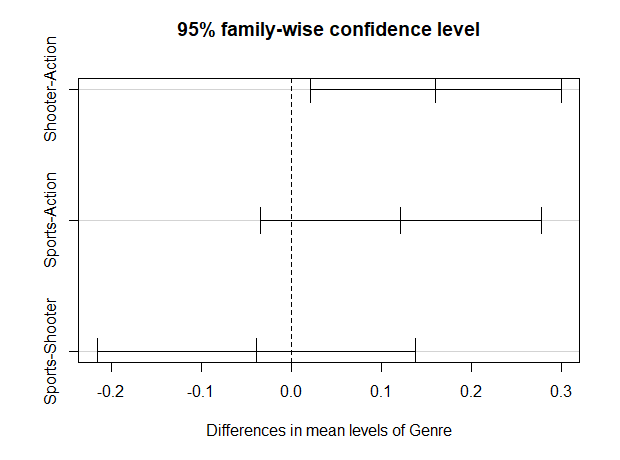 95% family-wise confidence level
Shooter-Action
Sports-Action
Sports-Shooter
-0.2 -0.1 0.0 0.1 0.2 0.3
Differences in mean levels of Genre